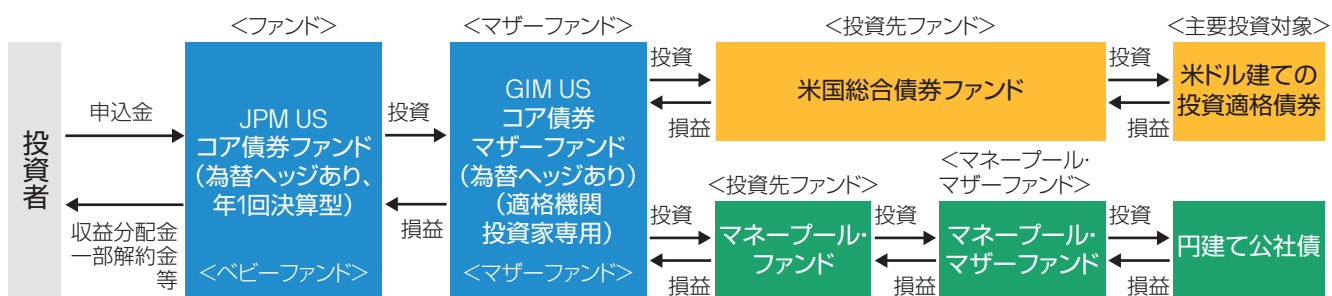 <ファンド>
<マザーファンド>
<投資先ファンド>
<主要投資対象>
投資者
申込金
収益分配金
一部解約金
等
JPM US
コア債券ファンド
(為替ヘッジあり、
年1回決算型)
<ベビーファンド>
投資
損益
GIM US
コア債券
マザーファンド
(為替ヘッジあり)
(適格機関
投資家専用)
<マザーファンド>
投資
損益
米国総合債券ファンド
投資
損益
米ドル建ての
投資適格債券
投資
損益
<投資先ファンド>
マネープール・
ファンド
投資
損益
<マネープール・
マザーファンド>
マネープール・
マザーファンド
投資
損益
円建て公社債